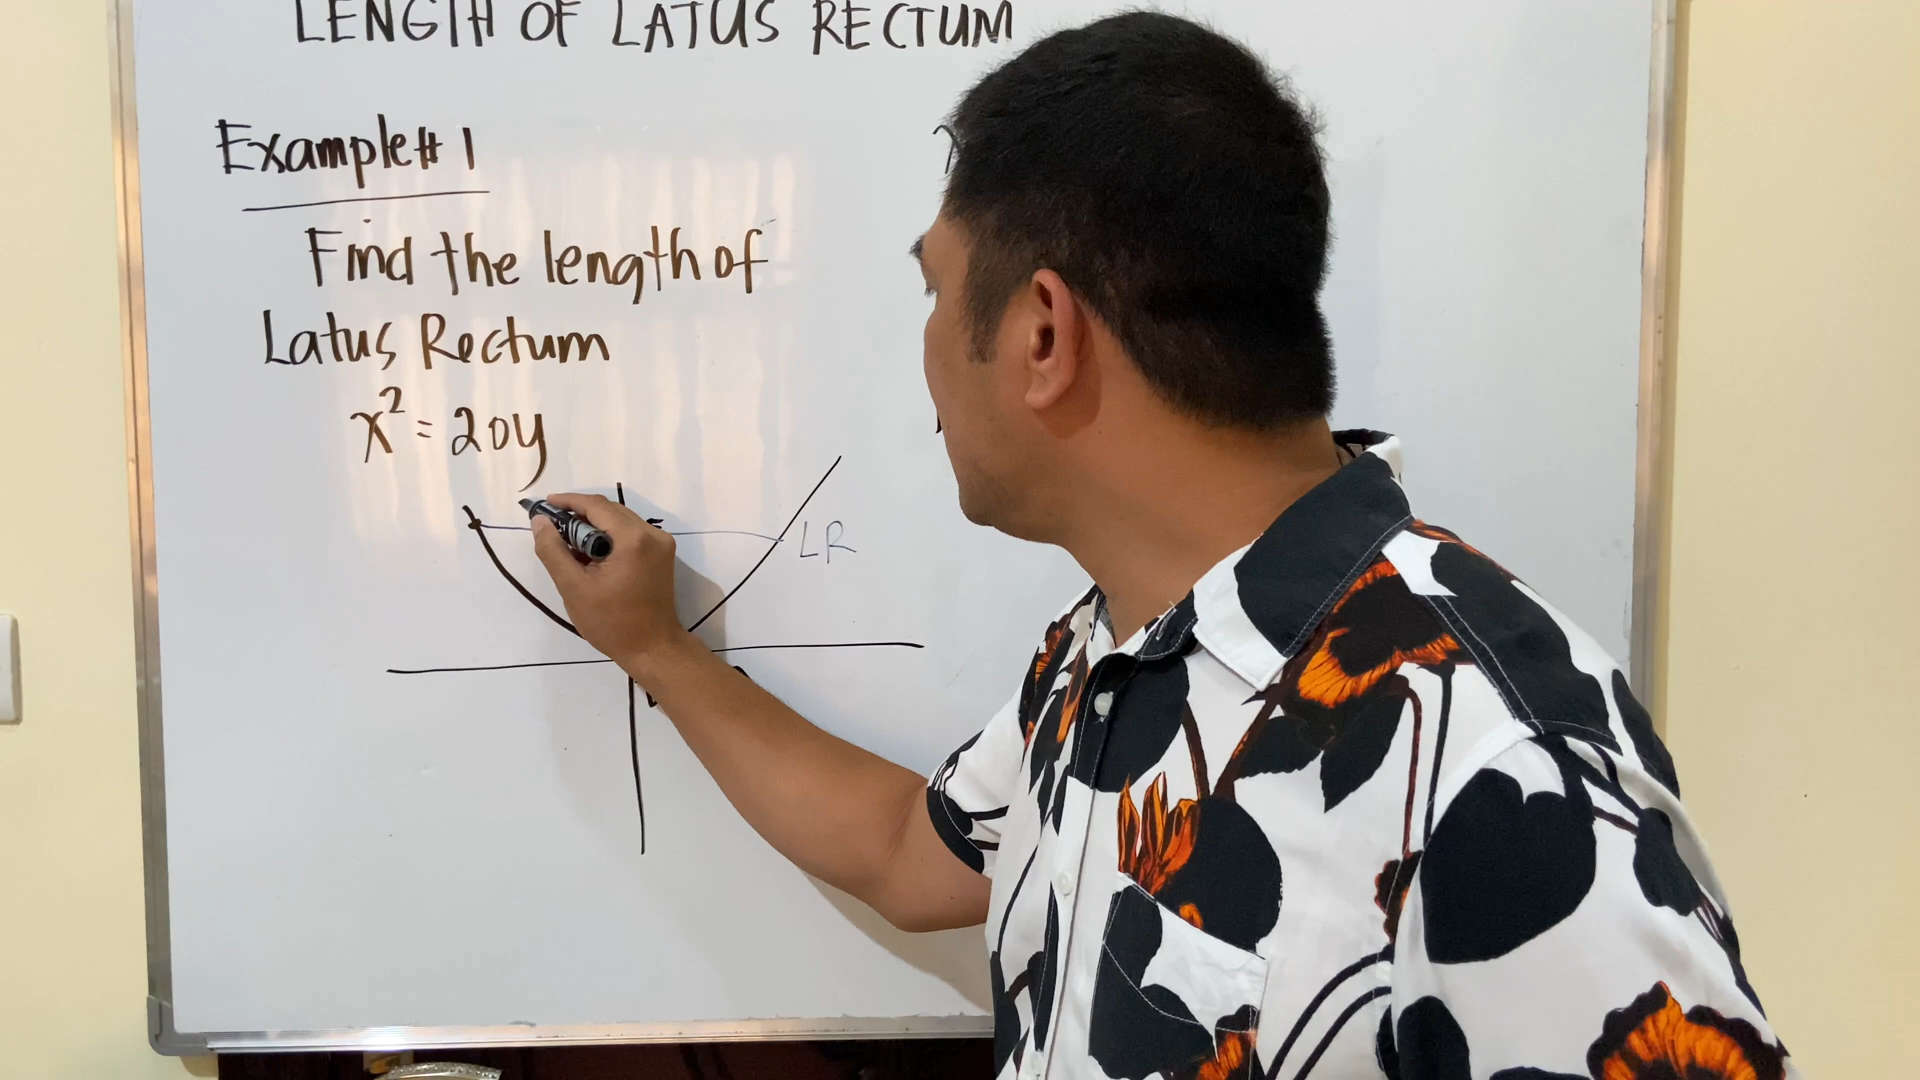 LENGTH OF LATUS RECTUM
Example# 1
Find the length of
Latus Rectum
x² = 20y
LR